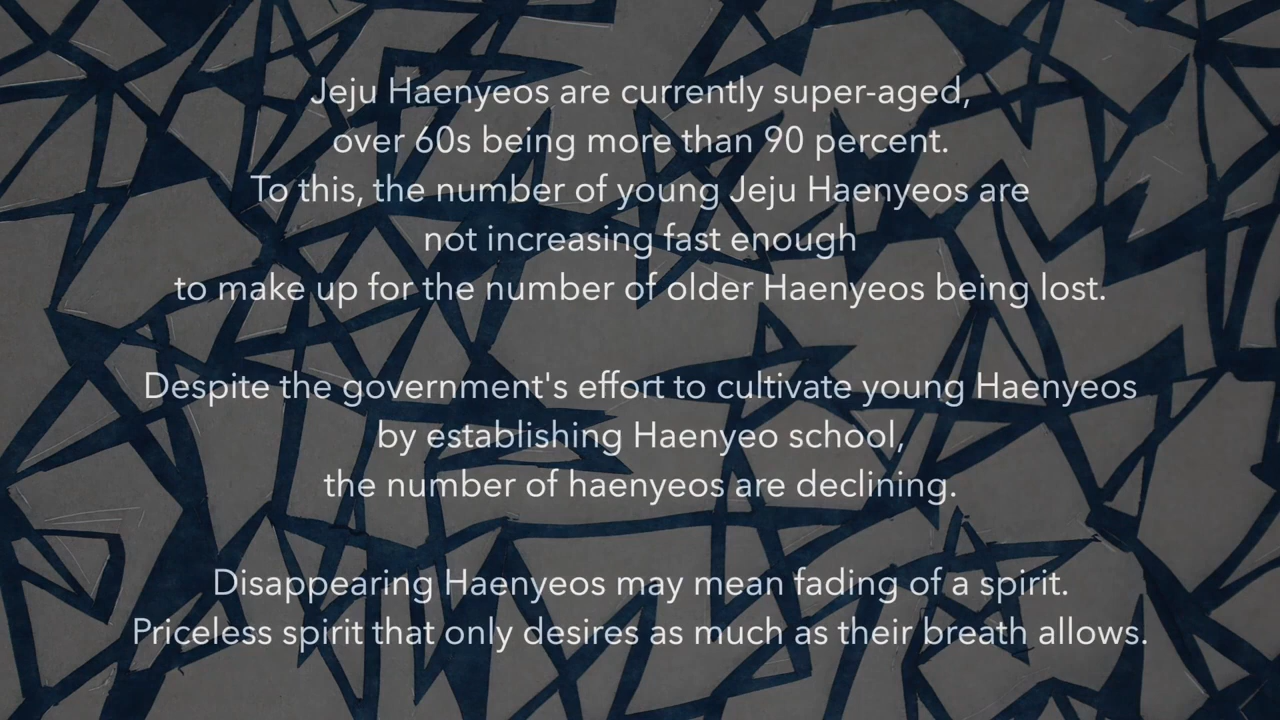 Jeju Haenyeos are currently super-aged,
over 60s being more than 90 percent.
To this, the number of young Jeju Haenyeos are
not increasing fast enough
to make up for the number of older Haenyeos being lost.
Despite the government's effort to cultivate young Haenyeos
by establishing Haenyeo school,
the number of haenyeos are declining.
Disappearing Haenyeos may mean fading of a spirit.
Priceless spirit that only desires as much as their breath allows.